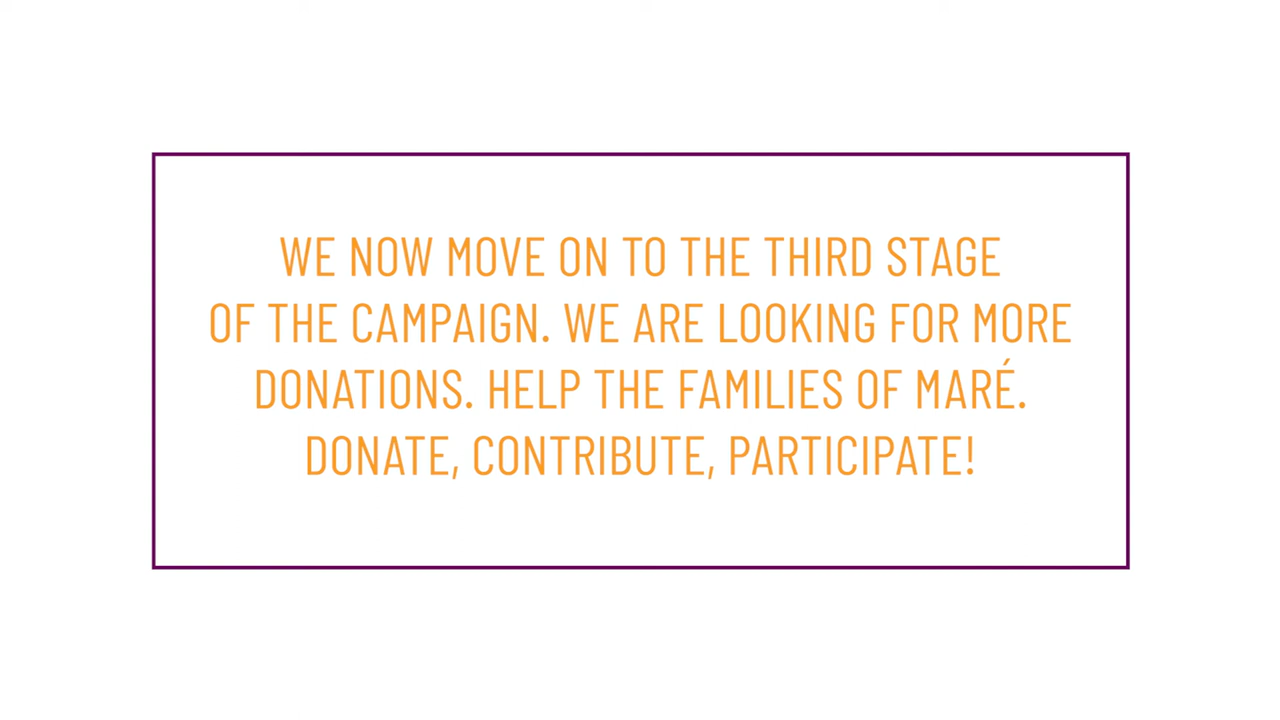 WE NOW MOVE ON TO THE THIRD STAGE
OF THE CAMPAIGN. WE ARE LOOKING FOR MORE
DONATIONS. HELP THE FAMILIES OF MARÉ.
DONATE, CONTRIBUTE, PARTICIPATE!